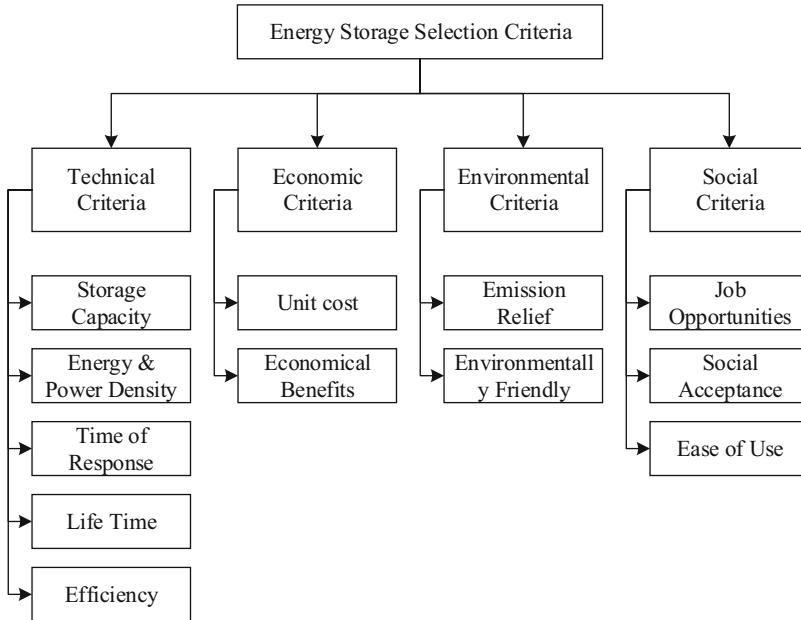 Energy Storage Selection Criteria
Technical
Criteria
Economic
Criteria
Environmental
Criteria
Social
Criteria
Storage
Capacity
Unit cost
Emission
Relief
Job
Opportunities
Energy &
Power Density
Economical
Benefits
Environmentall
y Friendly
Social
Acceptance
Time of
Response
Ease of Use
Life Time
Efficiency